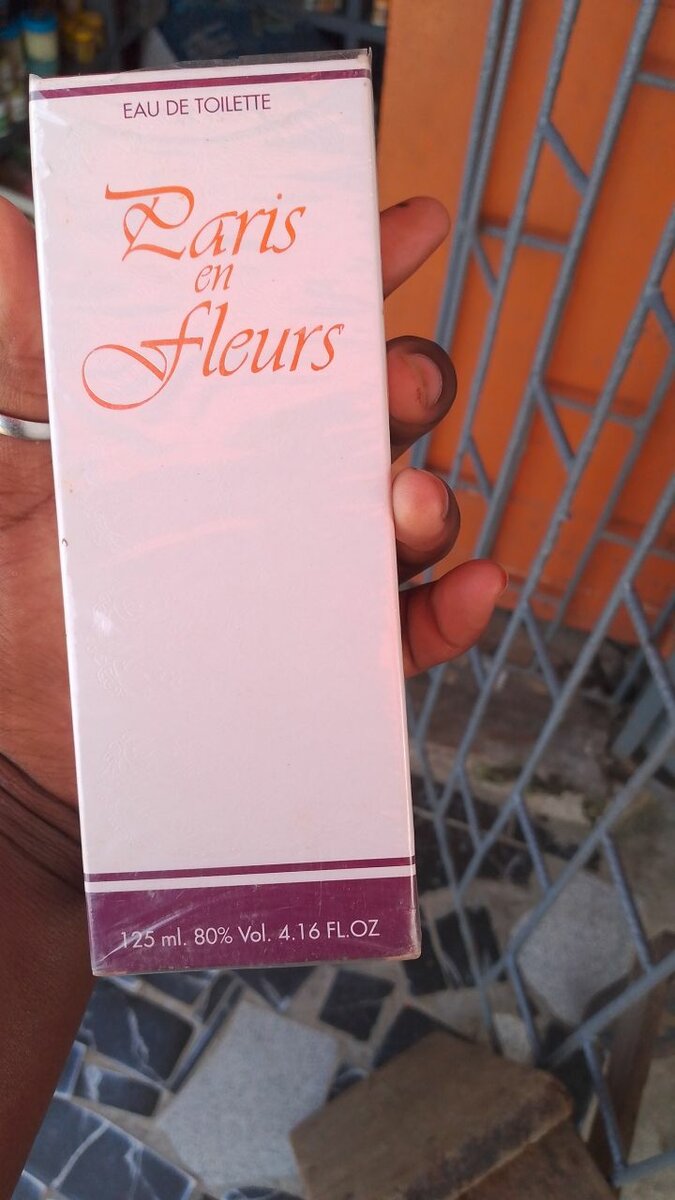 EAU DE TOILETTE
Paris
en
Fleurs
125 ml. 80% Vol. 4.16 FL.OZ